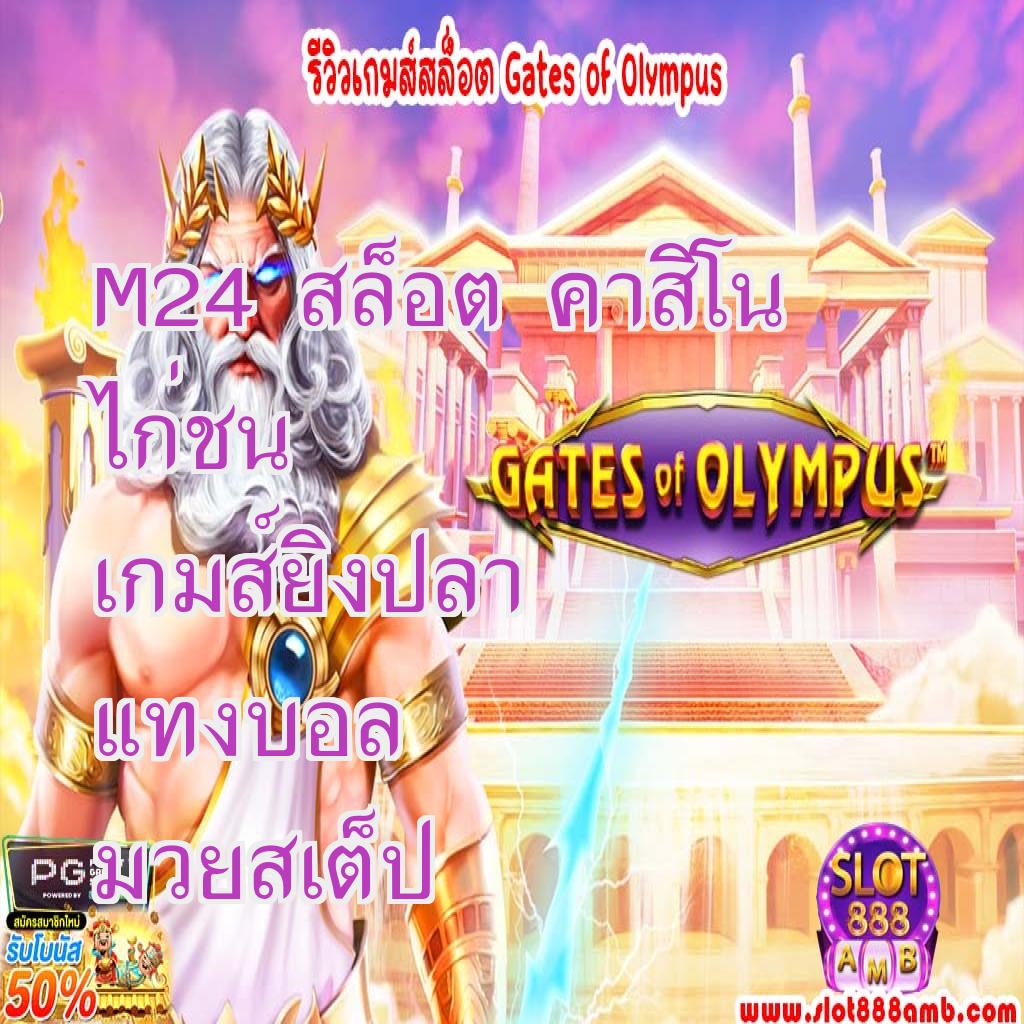 รีวิวเกมส์สล็อต Gates of Olympus
M24 สล็อต คาสิโน
ไก่ชน
GATES of OLYMPUS™
เกมส์ยิงปลา
แทงบอล
มวยสเต็ป
PG
POWERED BY
สมัครสมาชิกใหม่
รับโบนัส
50%
SLOT
888
AMB
www.slot888amb.com